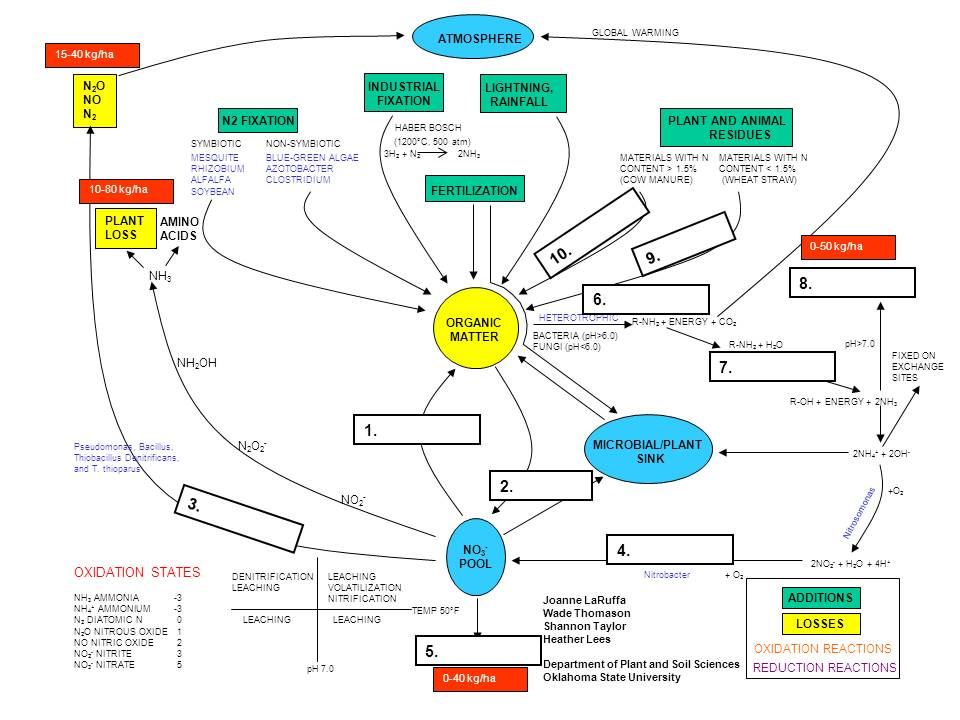 ATMOSPHERE
GLOBAL WARMING
15-40 kg/ha
N₂O
NO
N₂
INDUSTRIAL
FIXATION
LIGHTNING,
RAINFALL
N2 FIXATION
PLANT AND ANIMAL
RESIDUES
HABER BOSCH
(1200°C, 500 atm)
3H₂ + N₂ 2NH₃
SYMBIOTIC
MESQUITE
RHIZOBIUM
ALFALFA
SOYBEAN
NON-SYMBIOTIC
BLUE-GREEN ALGAE
AZOTOBACTER
CLOSTRIDIUM
MATERIALS WITH N
CONTENT > 1.5%
(COW MANURE)
MATERIALS WITH N
CONTENT < 1.5%
(WHEAT STRAW)
FERTILIZATION
10-80 kg/ha
PLANT
LOSS
AMINO
ACIDS
NH₃
10.
9.
0-50 kg/ha
8.
6.
ORGANIC
MATTER
HETEROTROPHIC
BACTERIA (pH>6.0)
FUNGI (pH<6.0)
R-NH₂ + ENERGY + CO₂
R-NH₂ + H₂O
pH>7.0
FIXED ON
EXCHANGE
SITES
7.
R-OH + ENERGY + 2NH₃
NH₂OH
1.
MICROBIAL/PLANT
SINK
2NH₄⁺ + 2OH⁻
Pseudomonas, Bacillus,
Thiobacillus Denitrificans,
and T. thioparus
N₂O₂⁻
NO₂⁻
2.
+O₂
Nitrosomonas
3.
NO₃⁻
POOL
4.
2NO₂⁻ + H₂O + 4H⁺
Nitrobacter + O₂
OXIDATION STATES
NH₃ AMMONIA -3
NH₄⁺ AMMONIUM -3
N₂ DIATOMIC N 0
N₂O NITROUS OXIDE 1
NO NITRIC OXIDE 2
NO₂⁻ NITRITE 3
NO₃⁻ NITRATE 5
DENITRIFICATION
LEACHING
LEACHING
VOLATILIZATION
NITRIFICATION
TEMP 50°F
LEACHING
LEACHING
pH 7.0
5.
0-40 kg/ha
Joanne LaRuffa
Wade Thomason
Shannon Taylor
Heather Lees
Department of Plant and Soil Sciences
Oklahoma State University
ADDITIONS
LOSSES
OXIDATION REACTIONS
REDUCTION REACTIONS